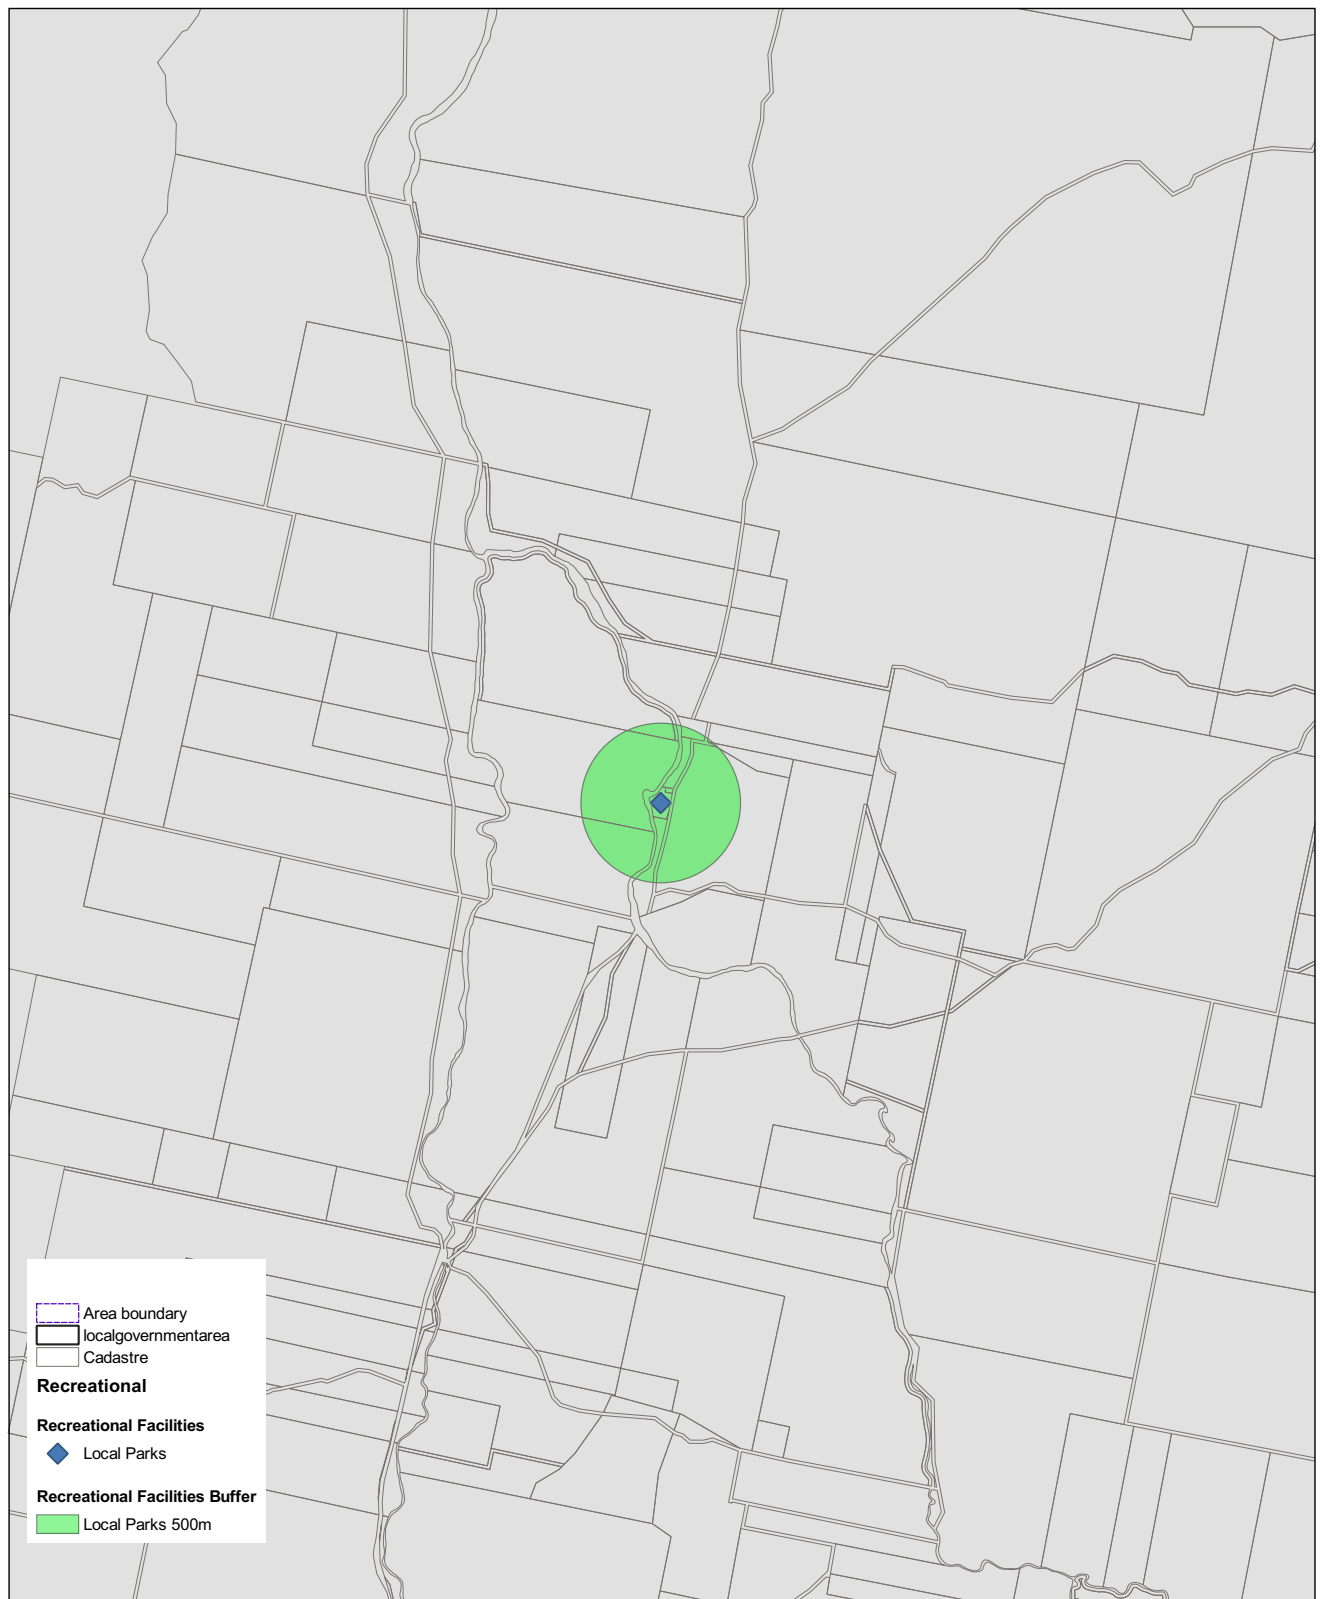 Area boundary
localgovernmentarea
Cadastre
Recreational
Recreational Facilities
Local Parks
Recreational Facilities Buffer
Local Parks 500m